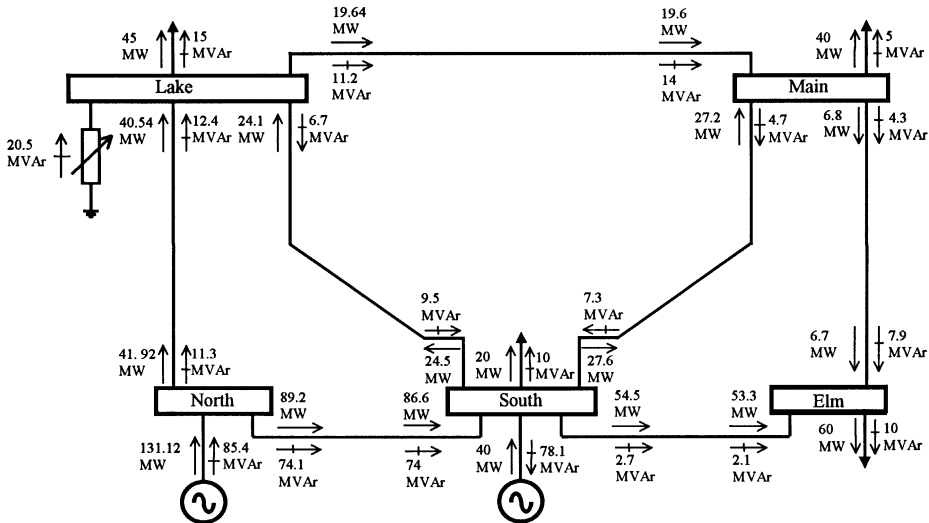 19.64
MW
19.6
MW
45
MW
15
MVAr
40
MW
5
MVAr
11.2
MVAr
14
MVAr
Lake
Main
20.5
MVAr
40.54
MW
12.4
MVAr
24.1
MW
6.7
MVAr
27.2
MW
4.7
MVAr
6.8
MW
4.3
MVAr
9.5
MVAr
7.3
MVAr
41. 92
MW
11.3
MVAr
24.5
MW
20
MW
10
MVAr
27.6
MW
6.7
MW
7.9
MVAr
North
South
Elm
89.2
MW
86.6
MW
54.5
MW
53.3
MW
60
MW
10
MVAr
131.12
MW
85.4
MVAr
74.1
MVAr
74
MVAr
40
MW
78.1
MVAr
2.7
MVAr
2.1
MVAr